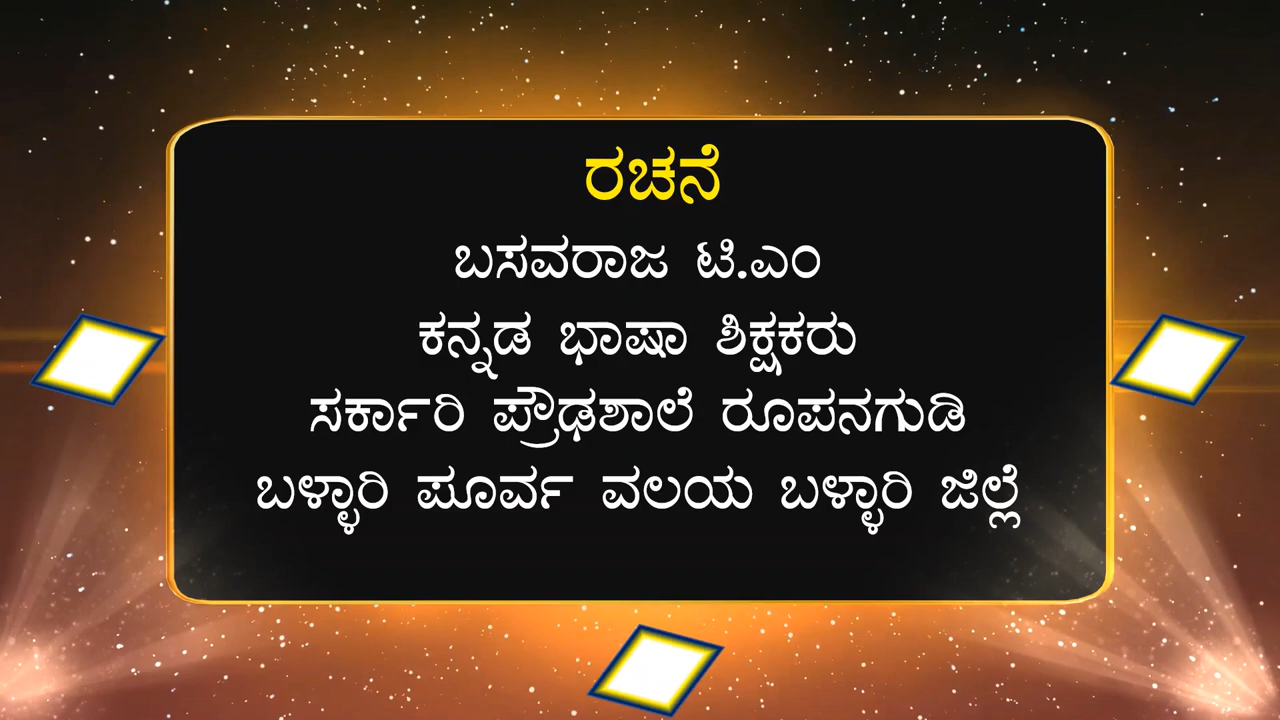 ರಚನೆ
ಬಸವರಾಜ ಟಿ.ಎಂ
ಕನ್ನಡ ಭಾಷಾ ಶಿಕ್ಷಕರು
ಸರ್ಕಾರಿ ಪ್ರೌಢಶಾಲೆ ರೂಪನಗುಡಿ
ಬಳ್ಳಾರಿ ಪೂರ್ವ ವಲಯ ಬಳ್ಳಾರಿ ಜಿಲ್ಲೆ